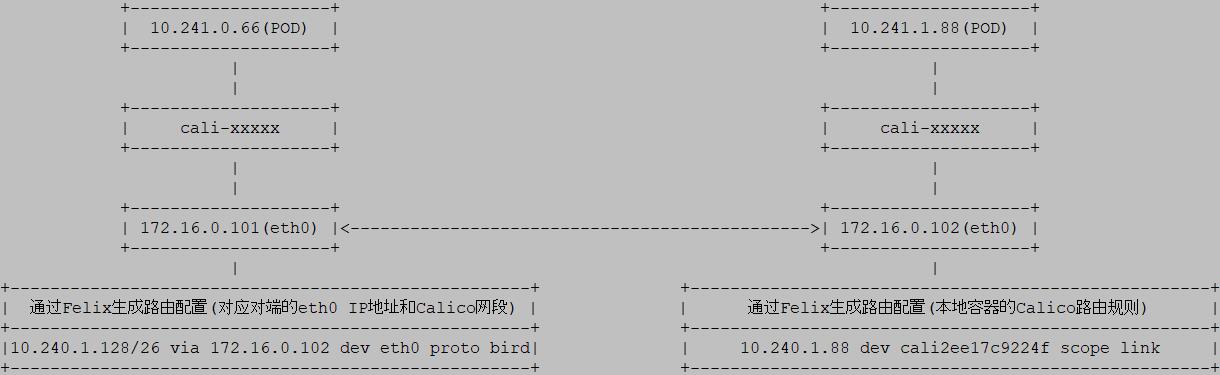 10.241.0.66(POD)
10.241.1.88(POD)
cali-xxxxx
cali-xxxxx
172.16.0.101(eth0)
172.16.0.102(eth0)
通过Felix生成路由配置(对应对端的eth0 IP地址和Calico网段)
通过Felix生成路由配置(本地容器的Calico路由规则)
10.240.1.128/26 via 172.16.0.102 dev eth0 proto bird
10.240.1.88 dev cali2ee17c9224f scope link